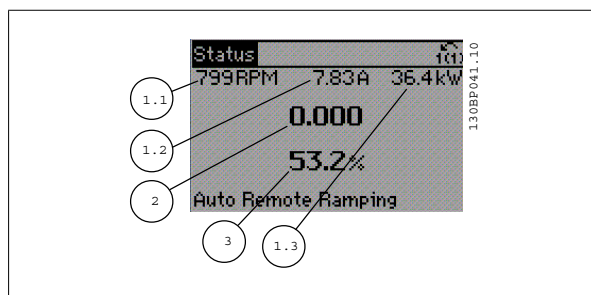 Status
1(1)
799RPM 7.83A 36.4kW
0.000
53.2%
Auto Remote Ramping
1.1
1.2
2
3
1.3
130BP041.10